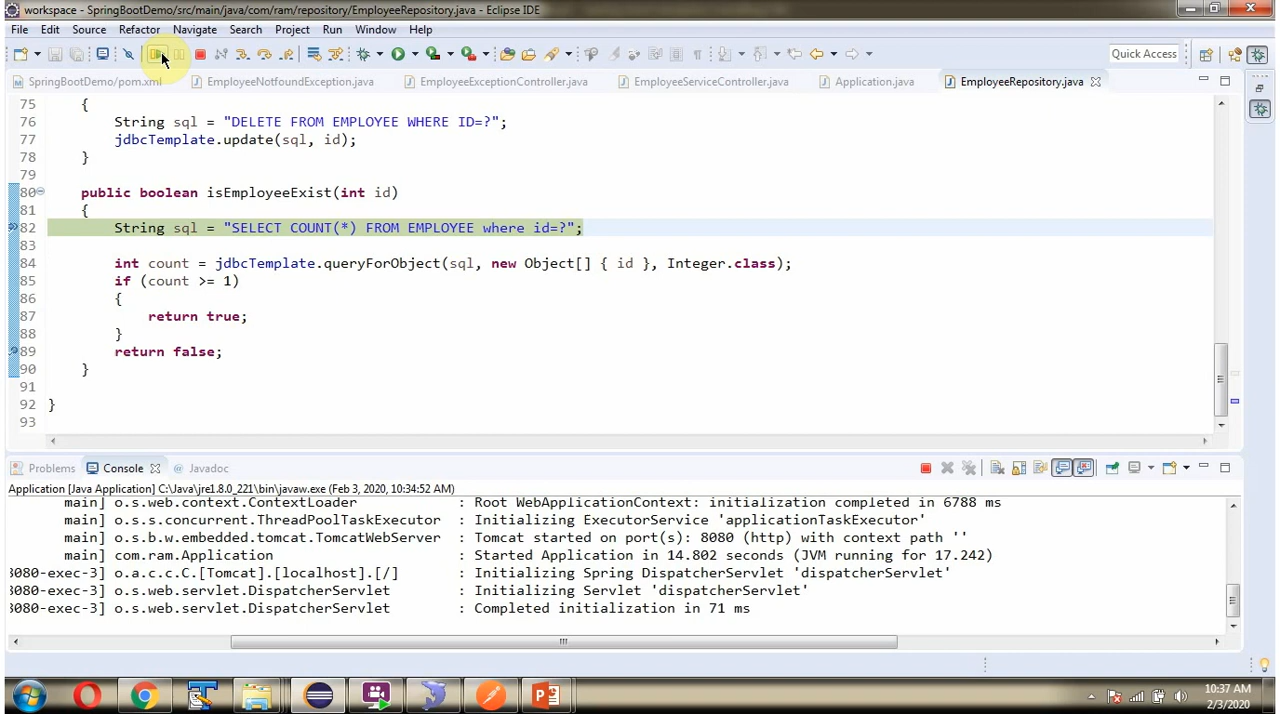 workspace - SpringBootDemo/src/main/java/com/ram/repository/EmployeeRepository.java - Eclipse IDE
File Edit Source Refactor Navigate Search Project Run Window Help
Quick Access
SpringBootDemo/pom.xml EmployeeNotfoundException.java EmployeeExceptionController.java EmployeeServiceController.java Application.java EmployeeRepository.java
75 {
76 String sql = "DELETE FROM EMPLOYEE WHERE ID=?";
77 jdbcTemplate.update(sql, id);
78 }
79
80 public boolean isEmployeeExist(int id)
81 {
82 String sql = "SELECT COUNT(*) FROM EMPLOYEE where id=?";
83
84 int count = jdbcTemplate.queryForObject(sql, new Object[] { id }, Integer.class);
85 if (count >= 1)
86 {
87 return true;
88 }
89 return false;
90 }
91
92 }
93
Problems Console Javadoc
Application [Java Application] C:\Java\jre1.8.0_221\bin\javaw.exe (Feb 3, 2020, 10:34:52 AM)
main] o.s.web.context.ContextLoader : Root WebApplicationContext: initialization completed in 6788 ms
main] o.s.s.concurrent.ThreadPoolTaskExecutor : Initializing ExecutorService 'applicationTaskExecutor'
main] o.s.b.w.embedded.tomcat.TomcatWebServer : Tomcat started on port(s): 8080 (http) with context path ''
main] com.ram.Application : Started Application in 14.802 seconds (JVM running for 17.242)
8080-exec-3] o.a.c.c.C.[Tomcat].[localhost].[/] : Initializing Spring DispatcherServlet 'dispatcherServlet'
8080-exec-3] o.s.web.servlet.DispatcherServlet : Initializing Servlet 'dispatcherServlet'
8080-exec-3] o.s.web.servlet.DispatcherServlet : Completed initialization in 71 ms
10:37 AM
2/3/2020